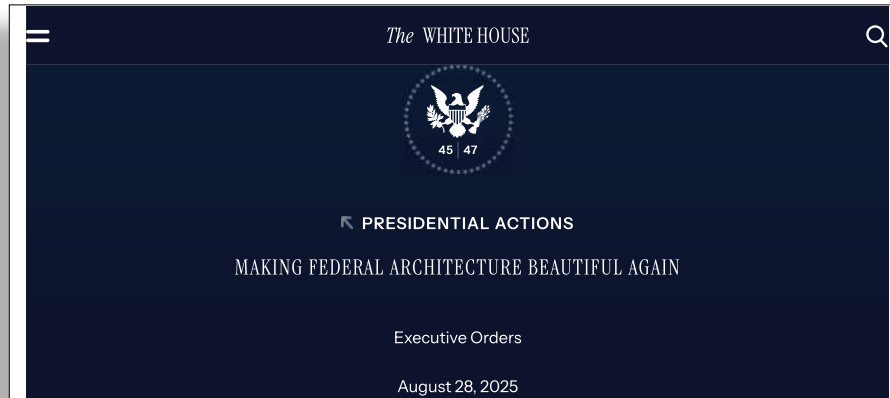 The WHITE HOUSE
45 | 47
PRESIDENTIAL ACTIONS
MAKING FEDERAL ARCHITECTURE BEAUTIFUL AGAIN
Executive Orders
August 28, 2025